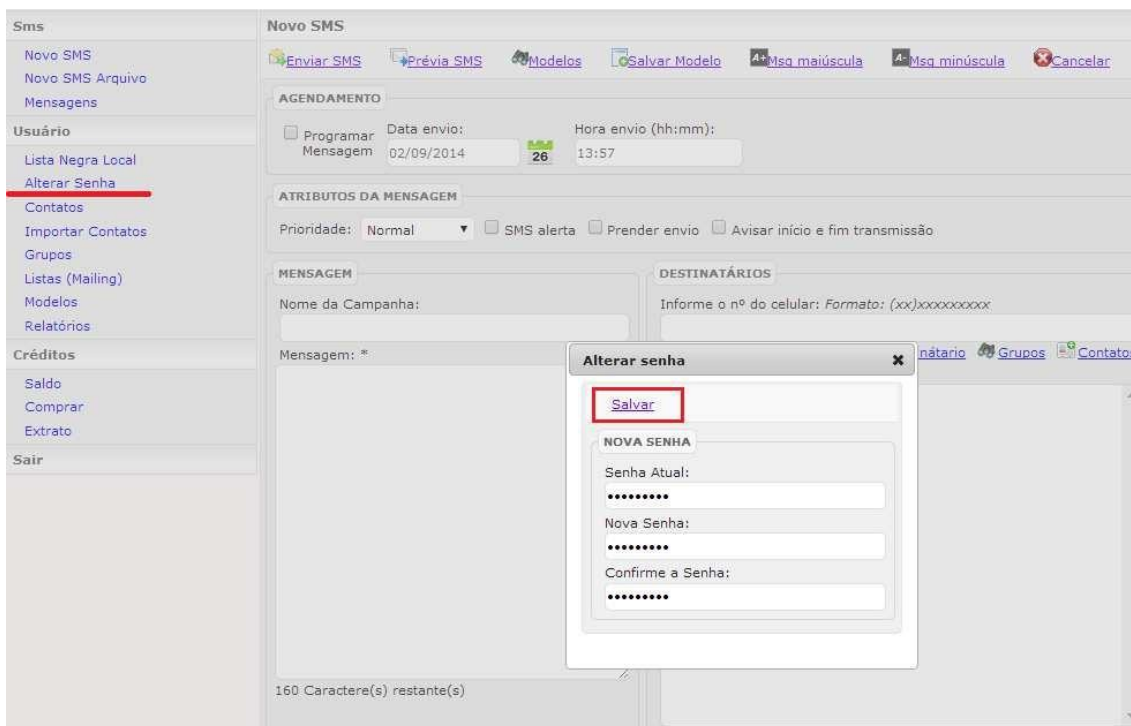 Sms
Novo SMS
Novo SMS Arquivo
Mensagens
Usuário
Lista Negra Local
Alterar Senha
Contatos
Importar Contatos
Grupos
Listas (Mailing)
Modelos
Relatórios
Créditos
Saldo
Comprar
Extrato
Sair
Novo SMS
Enviar SMS Prévia SMS Modelos Salvar Modelo A+ Msg maiúscula A- Msg minúscula Cancelar
AGENDAMENTO
Programar Mensagem
Data envio:
02/09/2014
26
Hora envio (hh:mm):
13:57
ATRIBUTOS DA MENSAGEM
Prioridade: Normal SMS alerta Prender envio Avisar início e fim transmissão
MENSAGEM
Nome da Campanha:
Mensagem: *
160 Caractere(s) restante(s)
DESTINATÁRIOS
Informe o nº do celular: Formato: (xx)xxxxxxxxx
nátario Grupos Contato
Alterar senha
Salvar
NOVA SENHA
Senha Atual:
•••••••••
Nova Senha:
•••••••••
Confirme a Senha:
•••••••••